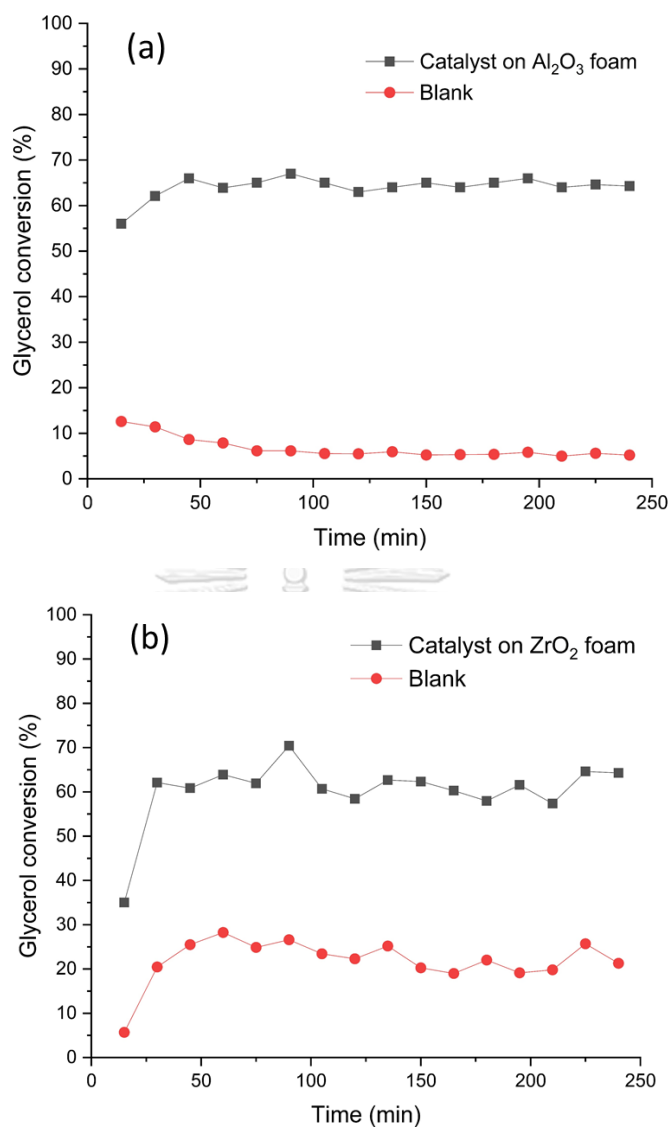 (a)
Catalyst on Al₂O₃ foam
Blank
Glycerol conversion (%)
100
90
80
70
60
50
40
30
20
10
0
0 50 100 150 200 250
Time (min)
(b)
Catalyst on ZrO₂ foam
Blank
Glycerol conversion (%)
100
90
80
70
60
50
40
30
20
10
0
0 50 100 150 200 250
Time (min)